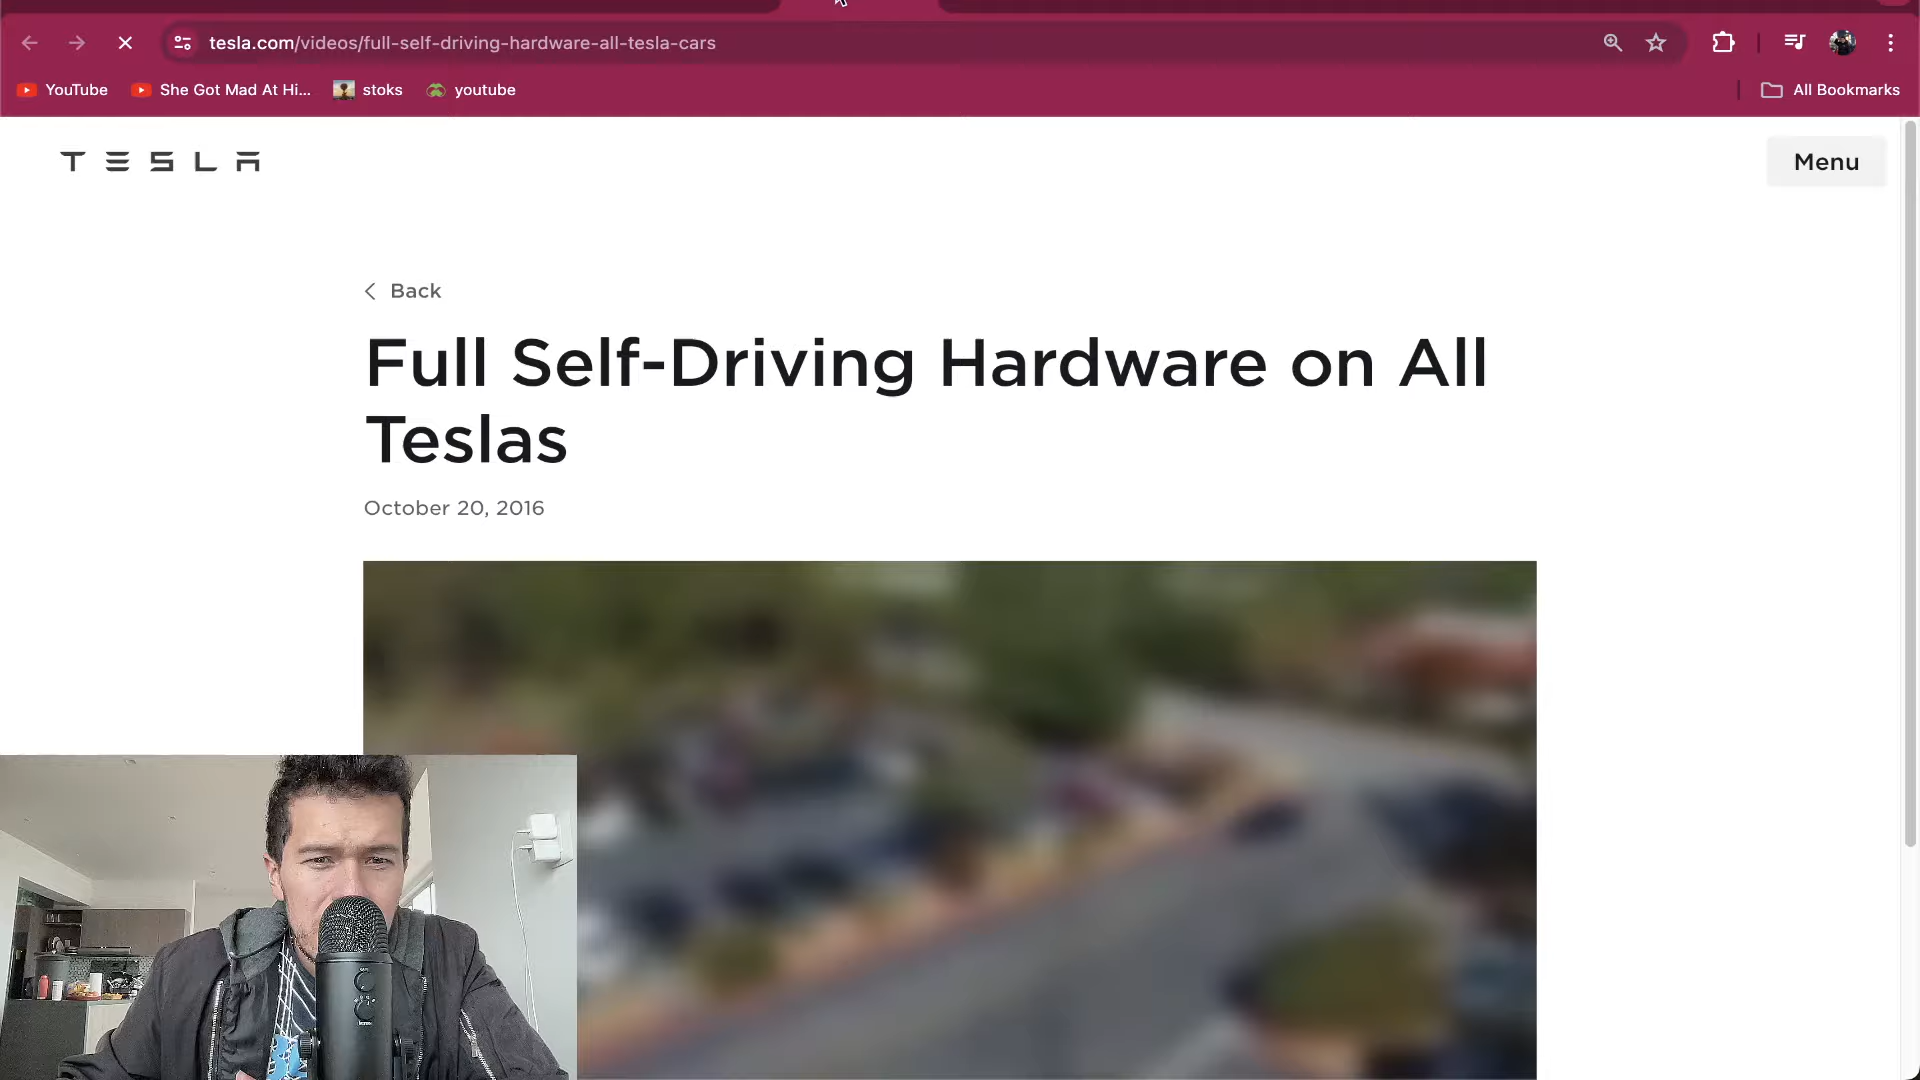 tesla.com/videos/full-self-driving-hardware-all-tesla-cars
YouTube
She Got Mad At Hi...
stoks
youtube
All Bookmarks
TESLA
Menu
Back
Full Self-Driving Hardware on All
Teslas
October 20, 2016